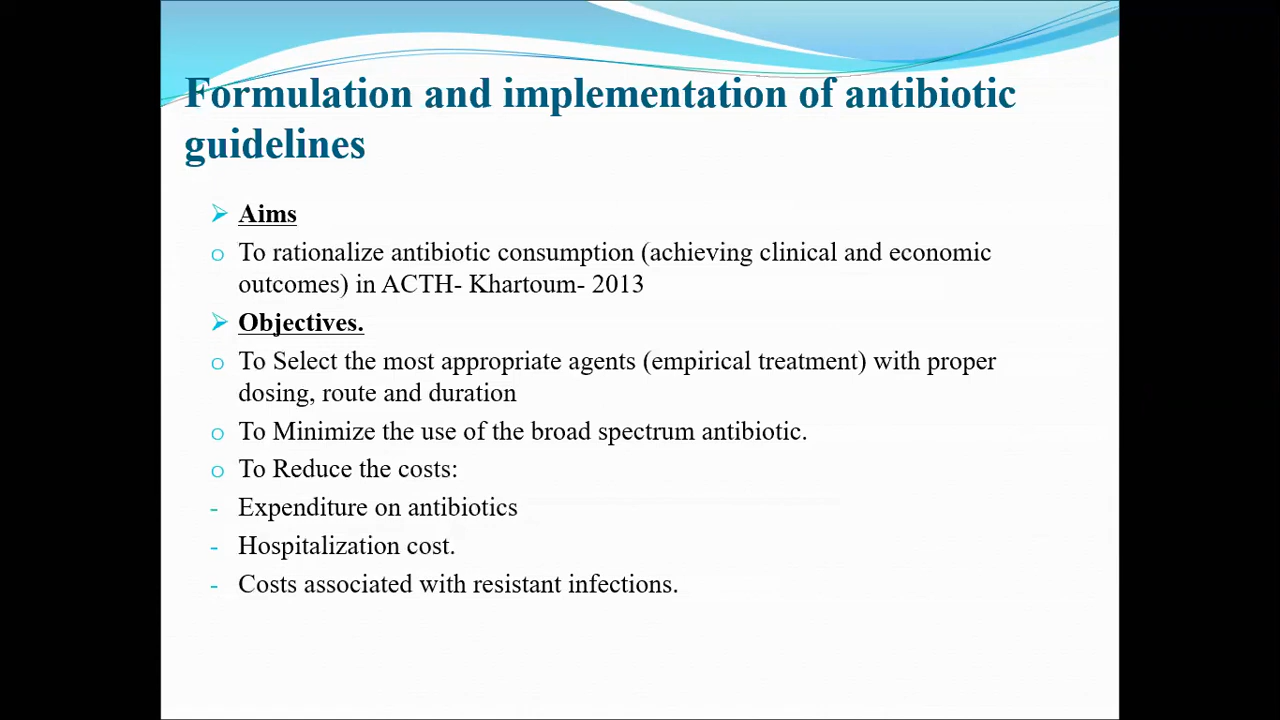 Formulation and implementation of antibiotic
guidelines
Aims
To rationalize antibiotic consumption (achieving clinical and economic
outcomes) in ACTH- Khartoum- 2013
Objectives.
To Select the most appropriate agents (empirical treatment) with proper
dosing, route and duration
To Minimize the use of the broad spectrum antibiotic.
To Reduce the costs:
- Expenditure on antibiotics
- Hospitalization cost.
- Costs associated with resistant infections.